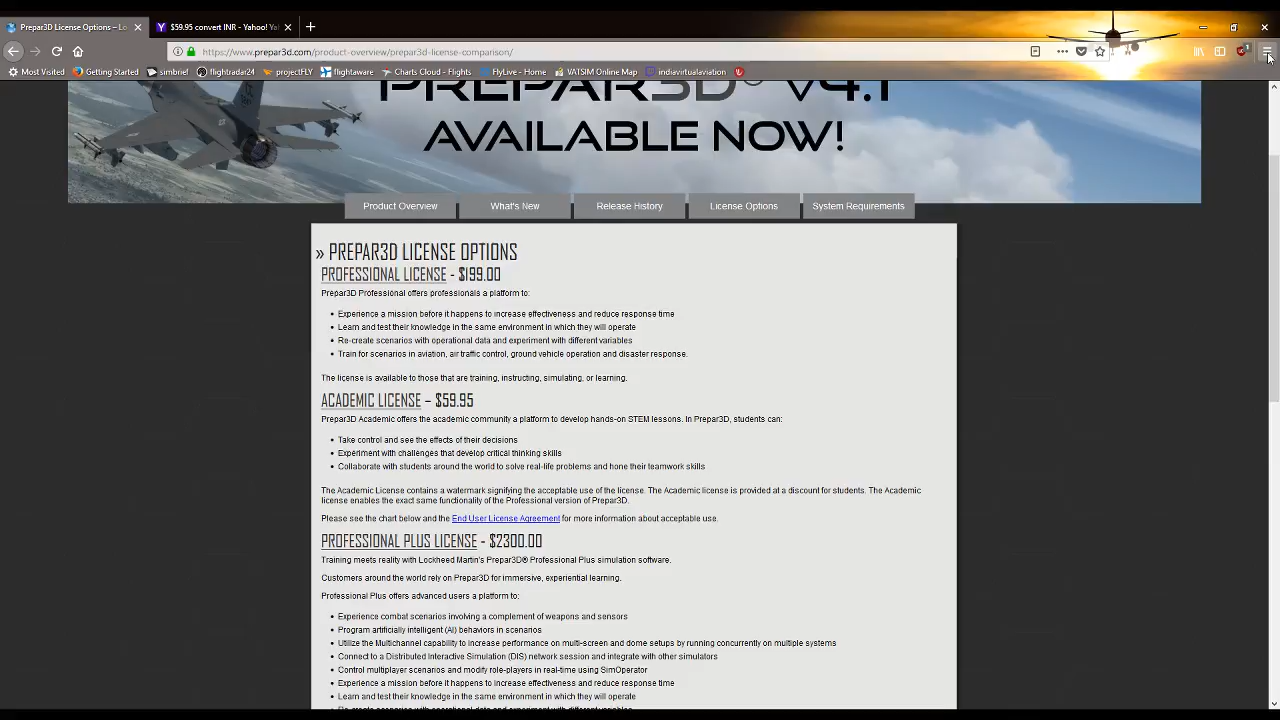 Prepar3D License Options – Lo
$59.95 convert INR - Yahoo! Ya
https://www.prepar3d.com/product-overview/prepar3d-license-comparison/
Most Visited Getting Started simbrief flightradar24 projectFLY flightaware Charts Cloud - Flights FlyLive - Home VATSIM Online Map indiavirtualaviation
PREPAR3D® v4.1
AVAILABLE NOW!
Product Overview What's New Release History License Options System Requirements
» PREPAR3D LICENSE OPTIONS
PROFESSIONAL LICENSE - $199.00
Prepar3D Professional offers professionals a platform to:
• Experience a mission before it happens to increase effectiveness and reduce response time
• Learn and test their knowledge in the same environment in which they will operate
• Re-create scenarios with operational data and experiment with different variables
• Train for scenarios in aviation, air traffic control, ground vehicle operation and disaster response.
The license is available to those that are training, instructing, simulating, or learning.
ACADEMIC LICENSE – $59.95
Prepar3D Academic offers the academic community a platform to develop hands-on STEM lessons. In Prepar3D, students can:
• Take control and see the effects of their decisions
• Experiment with challenges that develop critical thinking skills
• Collaborate with students around the world to solve real-life problems and hone their teamwork skills
The Academic License contains a watermark signifying the acceptable use of the license. The Academic license is provided at a discount for students. The Academic
license enables the exact same functionality of the Professional version of Prepar3D.
Please see the chart below and the End User License Agreement for more information about acceptable use.
PROFESSIONAL PLUS LICENSE - $2300.00
Training meets reality with Lockheed Martin's Prepar3D® Professional Plus simulation software.
Customers around the world rely on Prepar3D for immersive, experiential learning.
Professional Plus offers advanced users a platform to:
• Experience combat scenarios involving a complement of weapons and sensors
• Program artificially intelligent (AI) behaviors in scenarios
• Utilize the Multichannel capability to increase performance on multi-screen and dome setups by running concurrently on multiple systems
• Connect to a Distributed Interactive Simulation (DIS) network session and integrate with other simulators
• Control multiplayer scenarios and modify role-players in real-time using SimOperator
• Experience a mission before it happens to increase effectiveness and reduce response time
• Learn and test their knowledge in the same environment in which they will operate
• Re-create scenarios with operational data and experiment with different variables